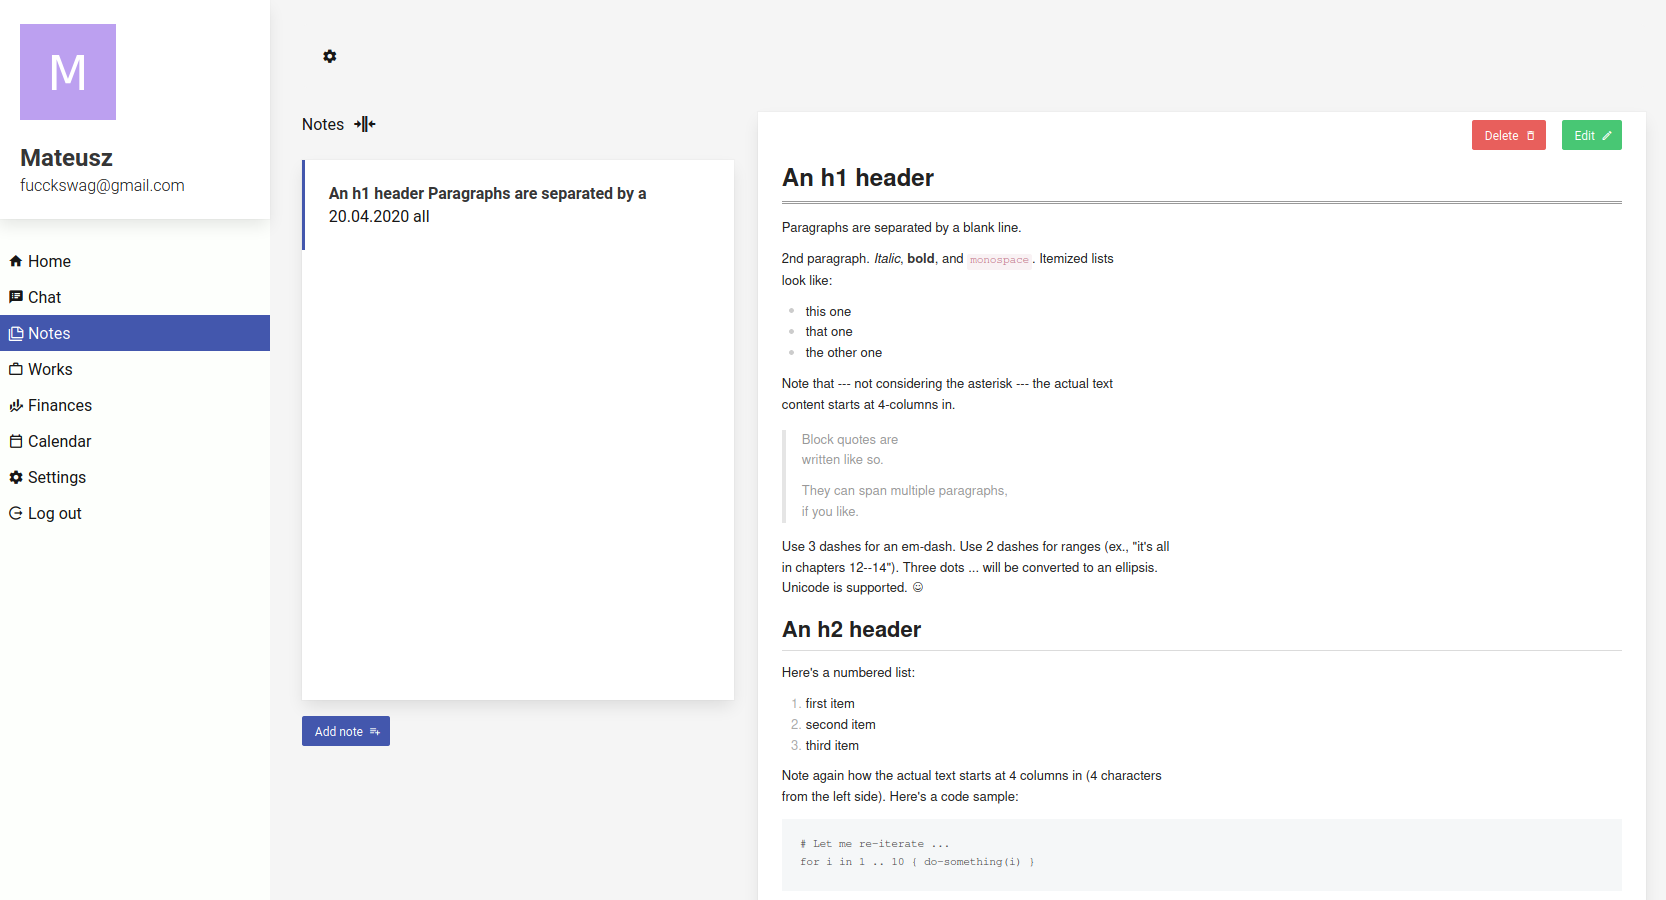 M
Mateusz
fucckswag@gmail.com
Home
Chat
Notes
Works
Finances
Calendar
Settings
Log out
Notes
An h1 header Paragraphs are separated by a
20.04.2020 all
Add note
Delete
Edit
An h1 header
Paragraphs are separated by a blank line.
2nd paragraph. Italic, bold, and monospace. Itemized lists
look like:
• this one
• that one
• the other one
Note that --- not considering the asterisk --- the actual text
content starts at 4-columns in.
Block quotes are
written like so.
They can span multiple paragraphs,
if you like.
Use 3 dashes for an em-dash. Use 2 dashes for ranges (ex., "it's all
in chapters 12--14"). Three dots ... will be converted to an ellipsis.
Unicode is supported. ☺
An h2 header
Here's a numbered list:
1. first item
2. second item
3. third item
Note again how the actual text starts at 4 columns in (4 characters
from the left side). Here's a code sample:
# Let me re-iterate ...
for i in 1 .. 10 { do-something(i) }